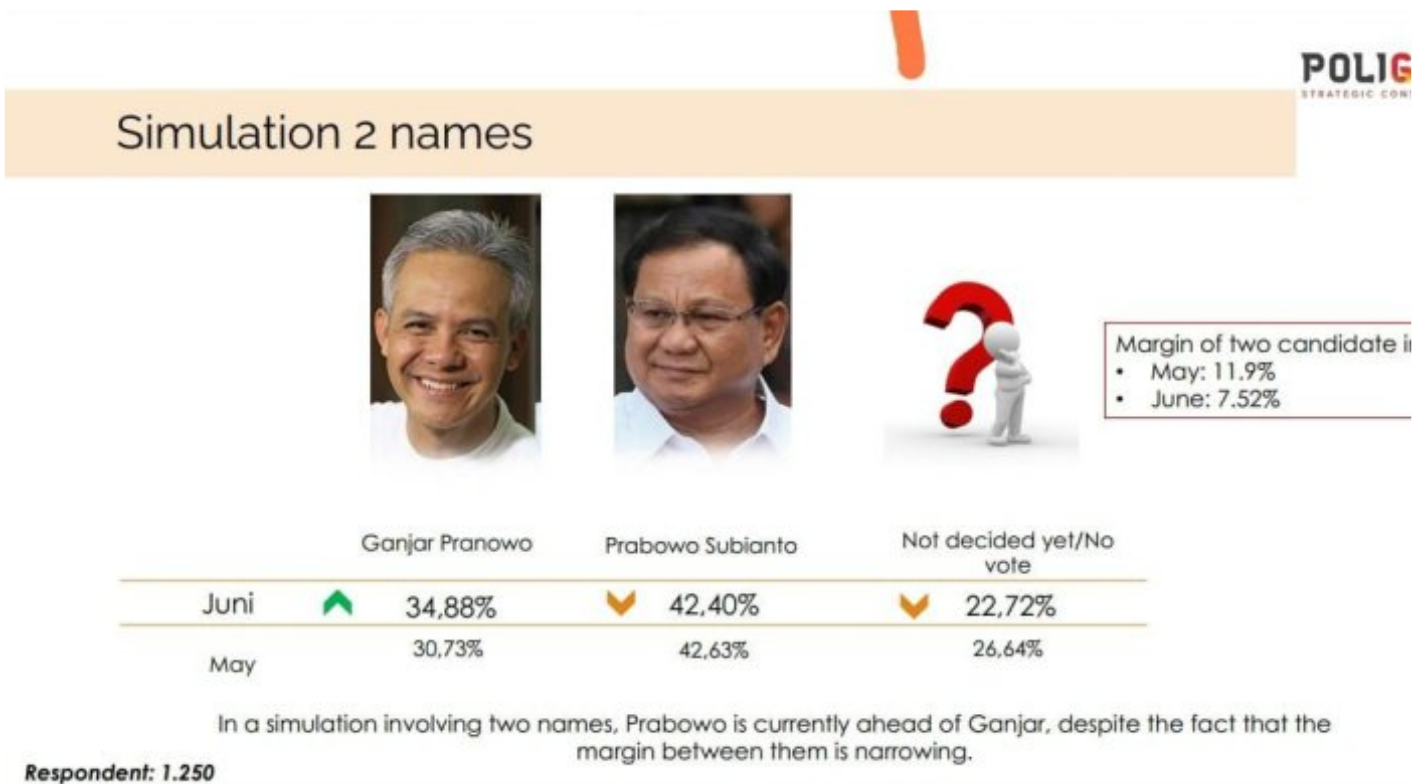 POLIG
STRATEGIC CONS
Simulation 2 names
Margin of two candidate in
• May: 11.9%
• June: 7.52%
Ganjar Pranowo
Prabowo Subianto
Not decided yet/No
vote
Juni 34,88% 42,40% 22,72%
May 30,73% 42,63% 26,64%
In a simulation involving two names, Prabowo is currently ahead of Ganjar, despite the fact that the
margin between them is narrowing.
Respondent: 1.250